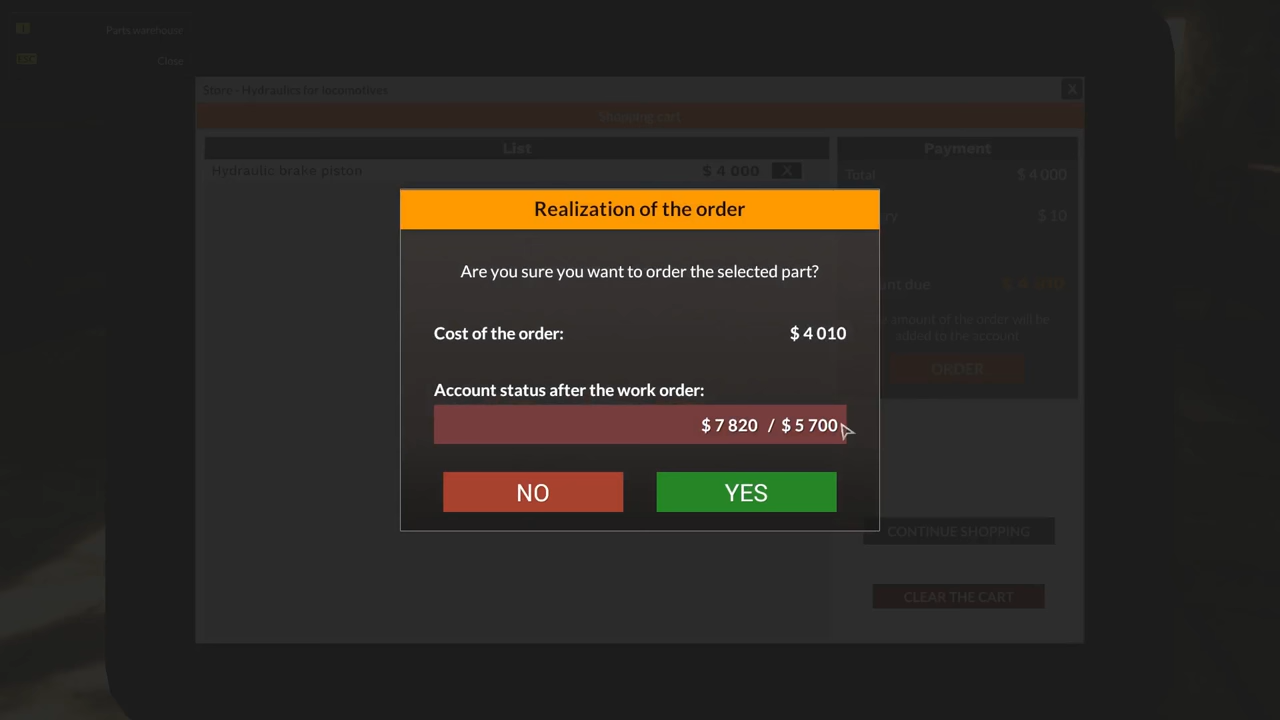 I Parts warehouse
ESC Close
Store - Hydraulics for locomotives X
Shopping cart
List
Payment
Hydraulic brake piston $ 4 000 X
Total $ 4 000
$ 10
Realization of the order
Are you sure you want to order the selected part?
Cost of the order: $ 4 010
Account status after the work order:
$ 7 820 / $ 5 700
NO YES
due
amount of the order will be
added to the account
ORDER
CONTINUE SHOPPING
CLEAR THE CART